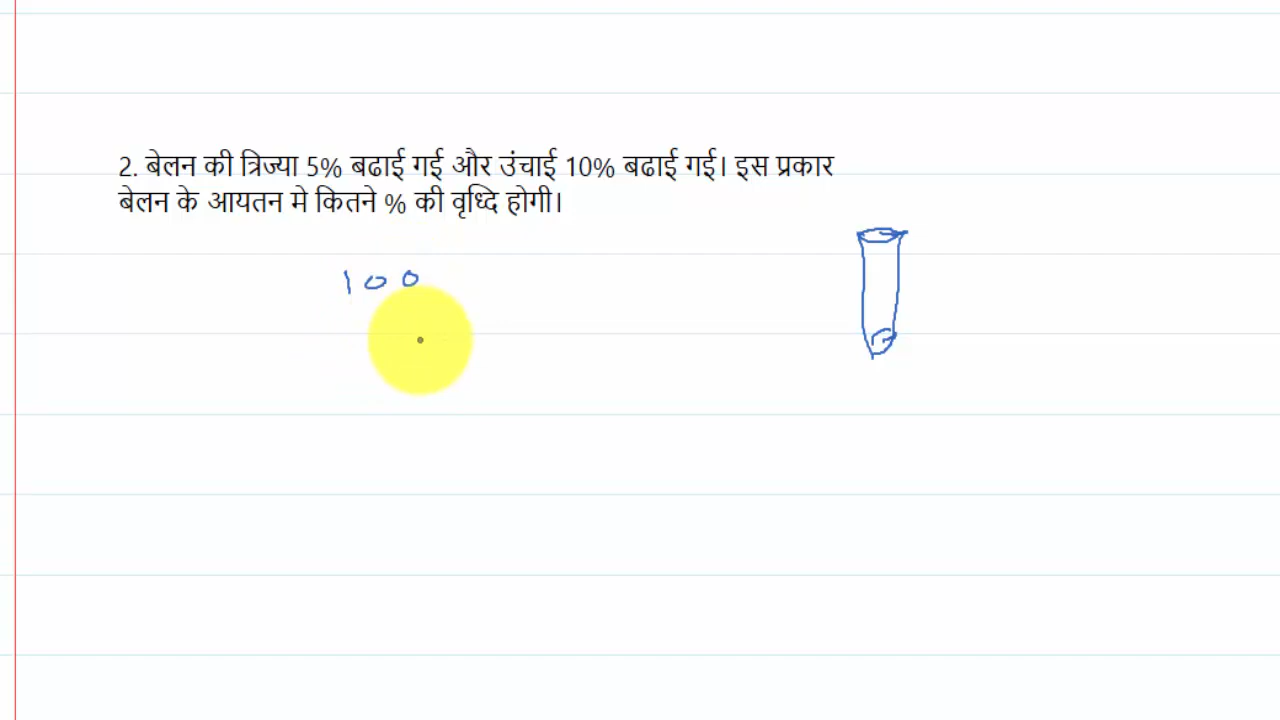 2. बेलन की त्रिज्या 5% बढाई गई और उंचाई 10% बढाई गई। इस प्रकार
बेलन के आयतन मे कितने % की वृध्दि होगी।
100